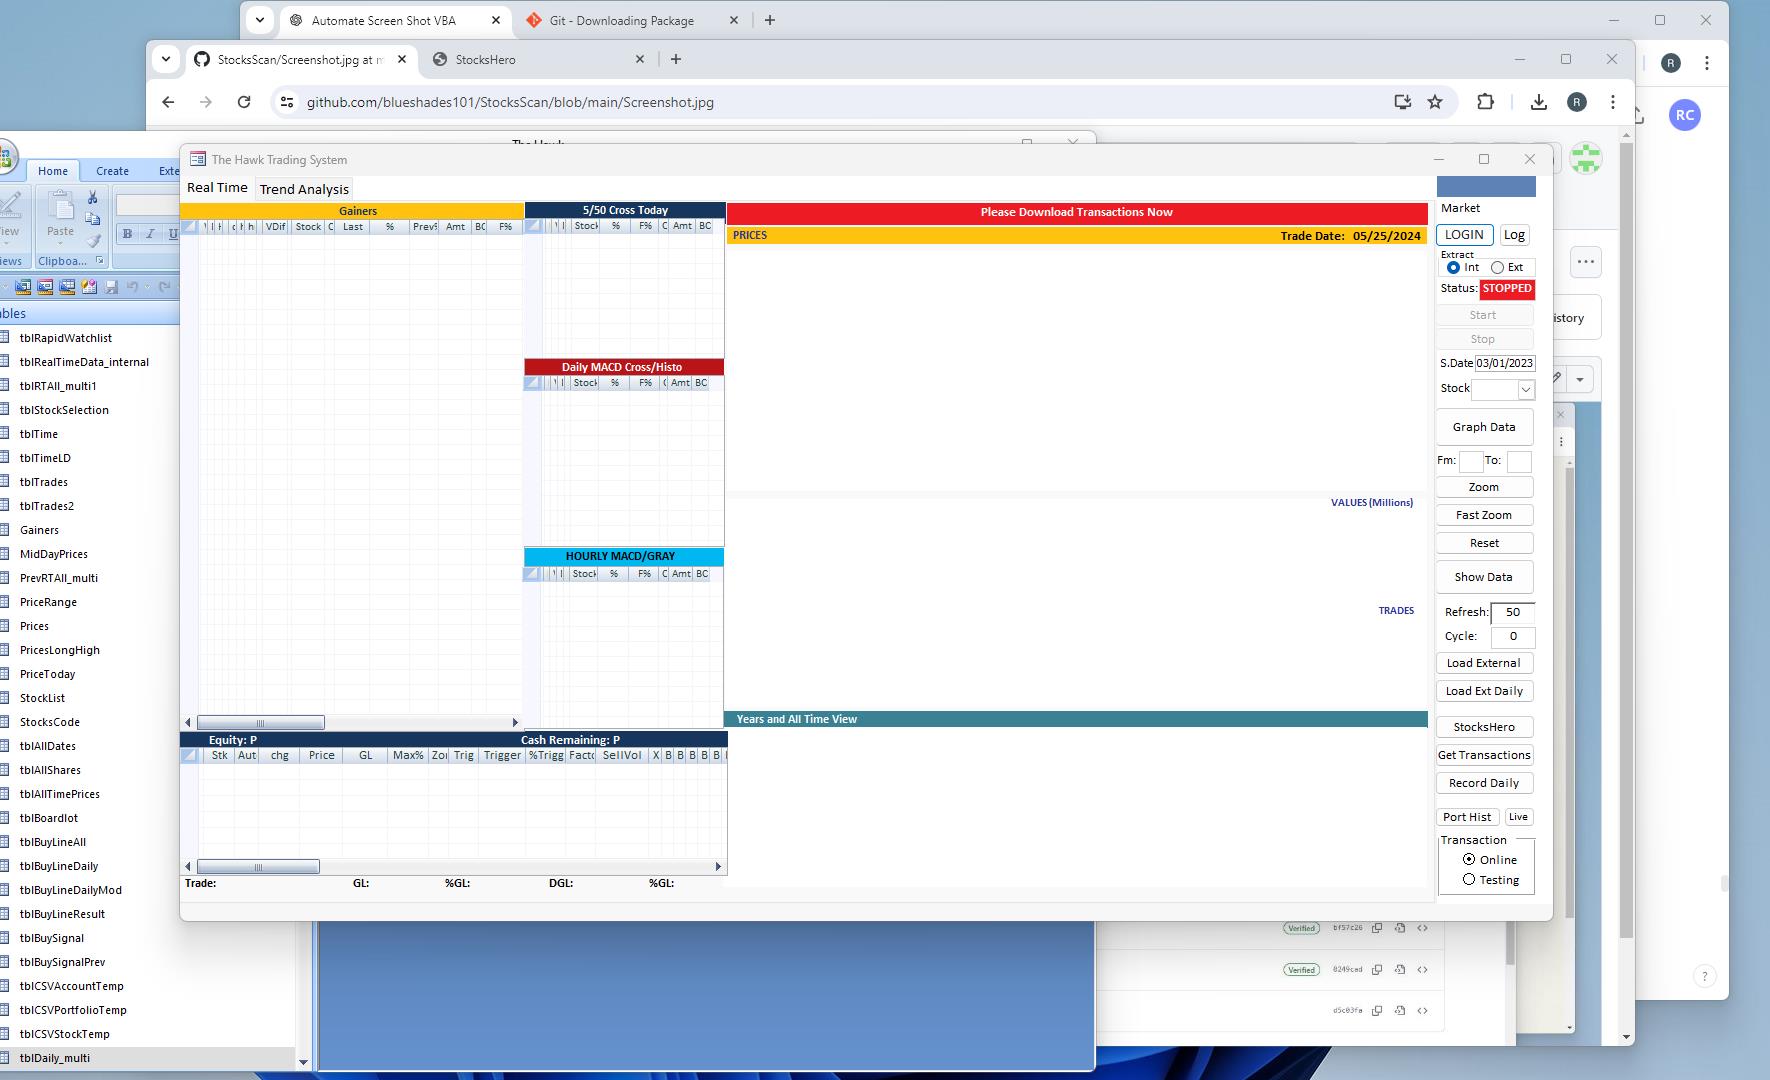 Automate Screen Shot VBA
Git - Downloading Package
StocksScan/Screenshot.jpg at m
StocksHero
R
github.com/blueshades101/StocksScan/blob/main/Screenshot.jpg
R
RC
The Hawk Trading System
Home
Create
Real Time
Trend Analysis
Market
Gainers
5/50 Cross Today
Please Download Transactions Now
VDif Stock C Last % Prev% Amt BC F%
Stock % F% C Amt BC
PRICES
Trade Date: 05/25/2024
LOGIN
Log
Paste
B I U
Clipboa...
Extract
Int
Ext
Status: STOPPED
Start
Stop
istory
S.Date 03/01/2023
Stock
Daily MACD Cross/Histo
Stock % F% C Amt BC
Graph Data
Fm:
To:
Zoom
VALUES (Millions)
Fast Zoom
Reset
HOURLY MACD/GRAY
Stock % F% C Amt BC
Show Data
TRADES
Refresh: 50
Cycle: 0
Load External
Load Ext Daily
Years and All Time View
StocksHero
Equity: P
Cash Remaining: P
Stk Aut chg Price GL Max% Zoi Trig Trigger %Trigg Factc SellVol X B B B B B
Get Transactions
Record Daily
Port Hist
Live
Transaction
Online
Testing
Trade:
GL:
%GL:
DGL:
%GL:
tblRapidWatchlist
tblRealTimeData_internal
tblRTAll_multi1
tblStockSelection
tblTime
tblTimeLD
tblTrades
tblTrades2
Gainers
MidDayPrices
PrevRTAll_multi
PriceRange
Prices
PricesLongHigh
PriceToday
StockList
StocksCode
tblAllDates
tblAllShares
tblAllTimePrices
tblBoardlot
tblBuyLineAll
tblBuyLineDaily
tblBuyLineDailyMod
tblBuyLineResult
tblBuySignal
tblBuySignalPrev
tblCSVAccountTemp
tblCSVPortfolioTemp
tblCSVStockTemp
tblDaily_multi
Verified bf57c26
Verified 0249cad
d5c03fa
?